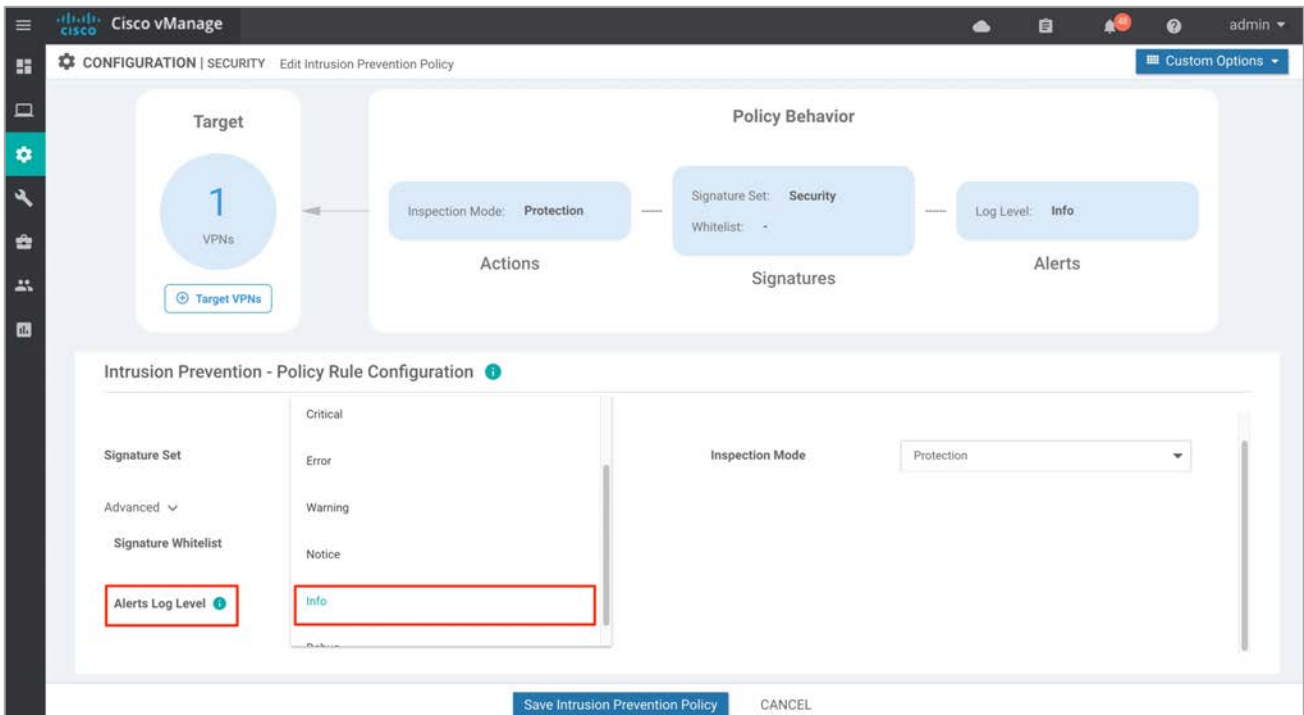 cisco Cisco vManage
48
admin
CONFIGURATION | SECURITY Edit Intrusion Prevention Policy
Custom Options
Target
1
VPNs
Target VPNs
Policy Behavior
Inspection Mode: Protection
Actions
Signature Set: Security
Whitelist: -
Signatures
Log Level: Info
Alerts
Intrusion Prevention - Policy Rule Configuration
Critical
Signature Set
Error
Inspection Mode
Protection
Advanced
Warning
Signature Whitelist
Notice
Alerts Log Level
Info
Debug
Save Intrusion Prevention Policy
CANCEL